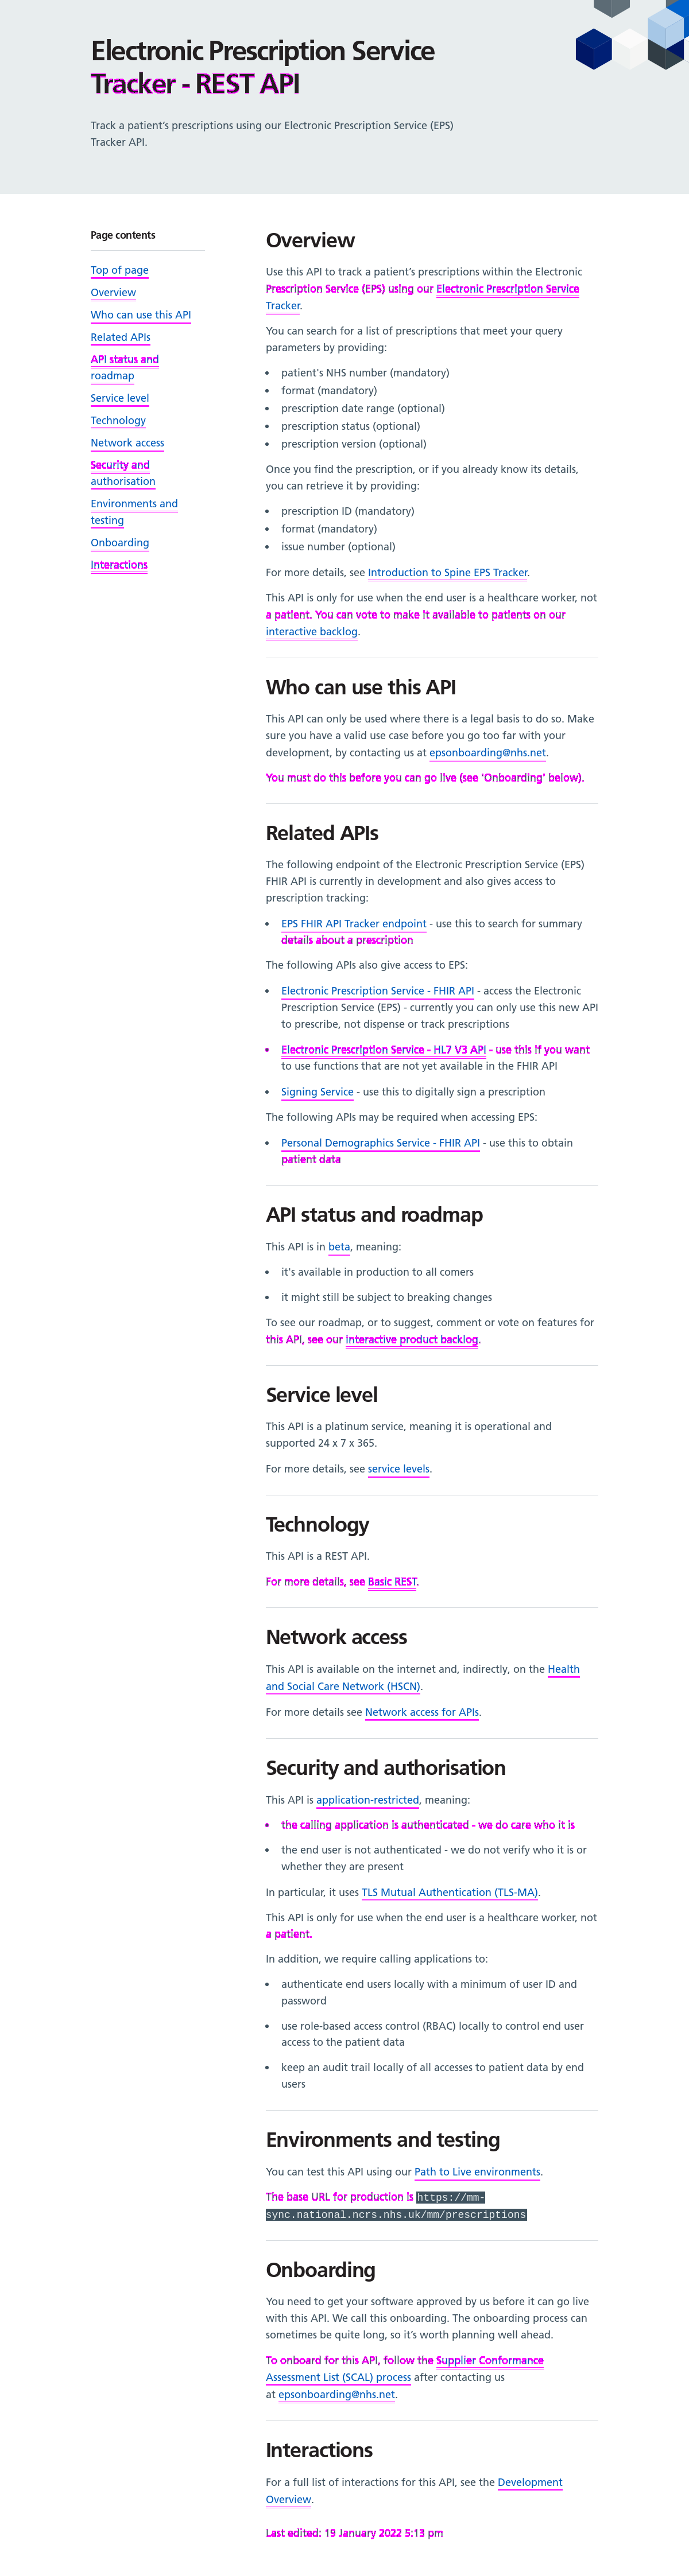 Electronic Prescription Service
Tracker - REST API
Track a patient’s prescriptions using our Electronic Prescription Service (EPS)
Tracker API.
Page contents
Top of page
Overview
Who can use this API
Related APIs
API status and
roadmap
Service level
Technology
Network access
Security and
authorisation
Environments and
testing
Onboarding
Interactions
Overview
Use this API to track a patient’s prescriptions within the Electronic
Prescription Service (EPS) using our Electronic Prescription Service
Tracker.
You can search for a list of prescriptions that meet your query
parameters by providing:
patient's NHS number (mandatory)
format (mandatory)
prescription date range (optional)
prescription status (optional)
prescription version (optional)
Once you find the prescription, or if you already know its details,
you can retrieve it by providing:
prescription ID (mandatory)
format (mandatory)
issue number (optional)
For more details, see Introduction to Spine EPS Tracker.
This API is only for use when the end user is a healthcare worker, not
a patient. You can vote to make it available to patients on our
interactive backlog.
Who can use this API
This API can only be used where there is a legal basis to do so. Make
sure you have a valid use case before you go too far with your
development, by contacting us at epsonboarding@nhs.net.
You must do this before you can go live (see 'Onboarding' below).
Related APIs
The following endpoint of the Electronic Prescription Service (EPS)
FHIR API is currently in development and also gives access to
prescription tracking:
EPS FHIR API Tracker endpoint - use this to search for summary
details about a prescription
The following APIs also give access to EPS:
Electronic Prescription Service - FHIR API - access the Electronic
Prescription Service (EPS) - currently you can only use this new API
to prescribe, not dispense or track prescriptions
Electronic Prescription Service - HL7 V3 API - use this if you want
to use functions that are not yet available in the FHIR API
Signing Service - use this to digitally sign a prescription
The following APIs may be required when accessing EPS:
Personal Demographics Service - FHIR API - use this to obtain
patient data
API status and roadmap
This API is in beta, meaning:
it's available in production to all comers
it might still be subject to breaking changes
To see our roadmap, or to suggest, comment or vote on features for
this API, see our interactive product backlog.
Service level
This API is a platinum service, meaning it is operational and
supported 24 x 7 x 365.
For more details, see service levels.
Technology
This API is a REST API.
For more details, see Basic REST.
Network access
This API is available on the internet and, indirectly, on the Health
and Social Care Network (HSCN).
For more details see Network access for APIs.
Security and authorisation
This API is application-restricted, meaning:
the calling application is authenticated - we do care who it is
the end user is not authenticated - we do not verify who it is or
whether they are present
In particular, it uses TLS Mutual Authentication (TLS-MA).
This API is only for use when the end user is a healthcare worker, not
a patient.
In addition, we require calling applications to:
authenticate end users locally with a minimum of user ID and
password
use role-based access control (RBAC) locally to control end user
access to the patient data
keep an audit trail locally of all accesses to patient data by end
users
Environments and testing
You can test this API using our Path to Live environments.
The base URL for production is https://mm-
sync.national.ncrs.nhs.uk/mm/prescriptions
Onboarding
You need to get your software approved by us before it can go live
with this API. We call this onboarding. The onboarding process can
sometimes be quite long, so it’s worth planning well ahead.
To onboard for this API, follow the Supplier Conformance
Assessment List (SCAL) process after contacting us
at epsonboarding@nhs.net.
Interactions
For a full list of interactions for this API, see the Development
Overview.
Last edited: 19 January 2022 5:13 pm